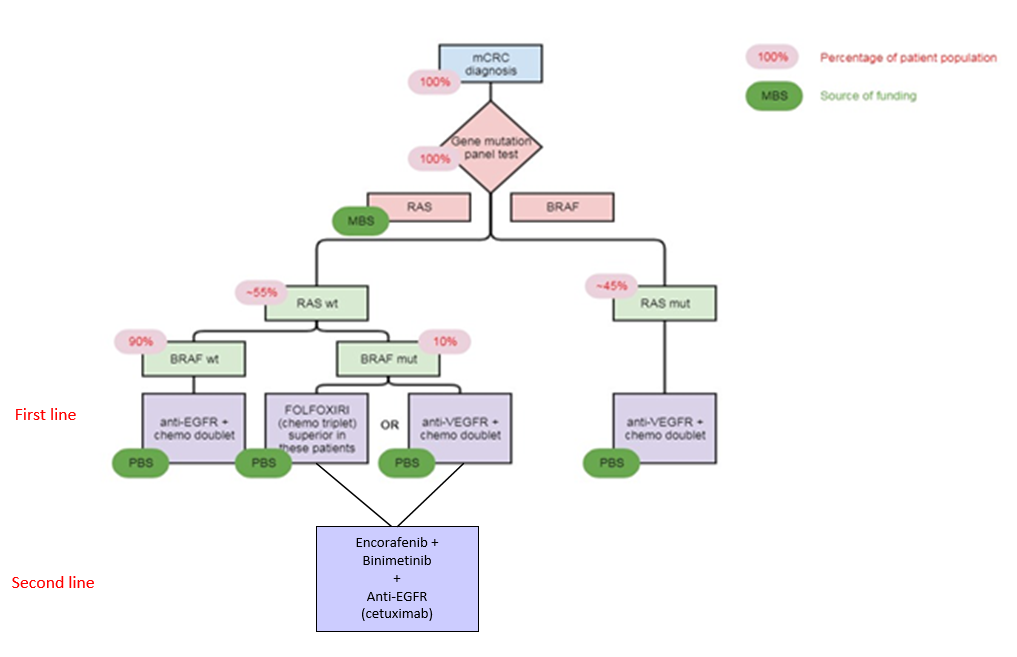 mCRC
diagnosis
100%
100%
Percentage of patient population
MBS
Source of funding
Gene mutation
panel test
100%
RAS
MBS
BRAF
~55%
RAS wt
~45%
RAS mut
90%
BRAF wt
10%
BRAF mut
First line
anti-EGFR +
chemo doublet
PBS
FOLFOXIRI
(chemo triplet)
superior in
these patients
PBS
OR
anti-VEGFR +
chemo doublet
PBS
anti-VEGFR +
chemo doublet
PBS
Second line
Encorafenib +
Binimetinib
+
Anti-EGFR
(cetuximab)